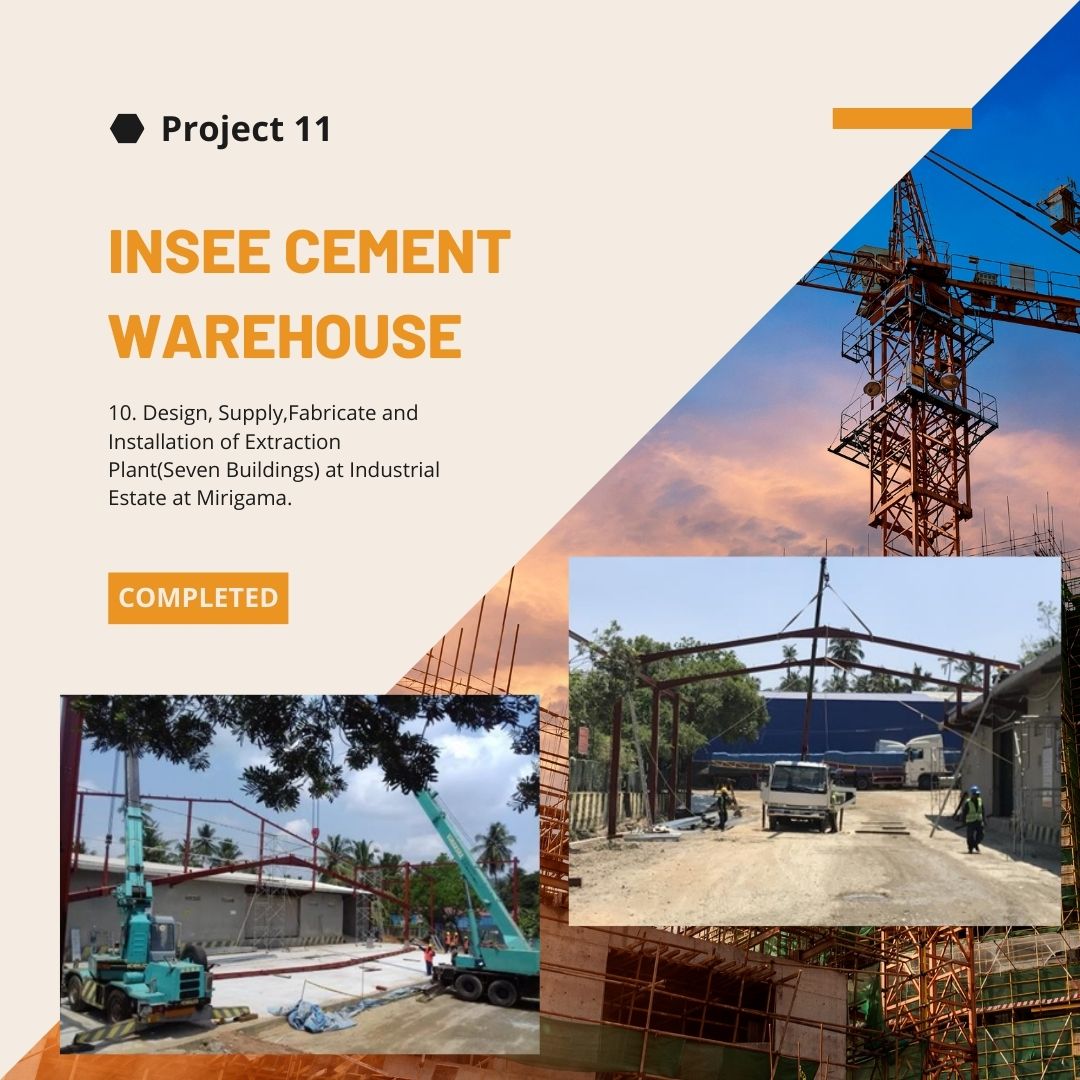 Project 11
INSEE CEMENT
WAREHOUSE
10. Design, Supply,Fabricate and
Installation of Extraction
Plant(Seven Buildings) at Industrial
Estate at Mirigama.
COMPLETED